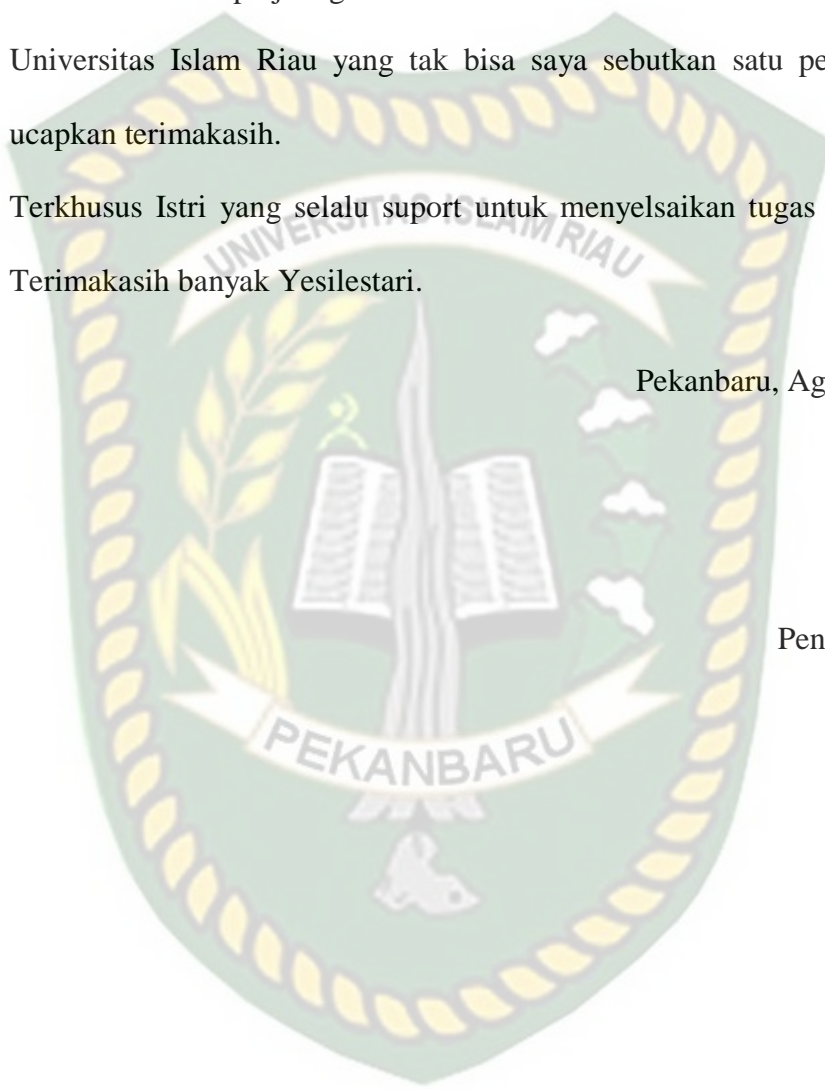 Universitas Islam Riau yang tak bisa saya sebutkan satu pe
ucapkan terimakasih.
Terkhusus Istri yang selalu suport untuk menyelsaikan tugas
Terimakasih banyak Yesilestari.
UNIVERSITAS ISLAM RIAU
Pekanbaru, Ag
Pen
PEKANBARU